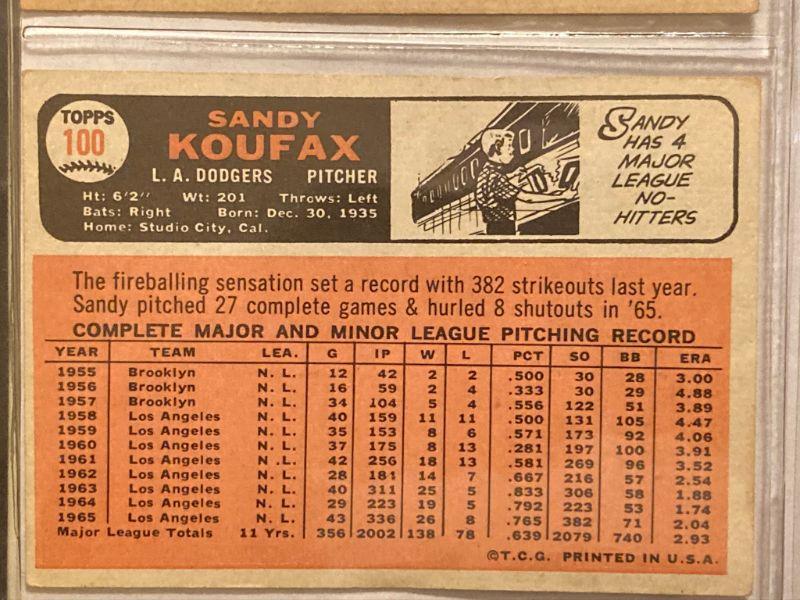 TOPPS
100
SANDY
KOUFAX
L. A. DODGERS PITCHER
Ht: 6'2" Wt: 201 Throws: Left
Bats: Right Born: Dec. 30, 1935
Home: Studio City, Cal.
SANDY
HAS 4
MAJOR
LEAGUE
NO-
HITTERS
The fireballing sensation set a record with 382 strikeouts last year.
Sandy pitched 27 complete games & hurled 8 shutouts in '65.
COMPLETE MAJOR AND MINOR LEAGUE PITCHING RECORD
YEAR TEAM LEA. G IP W L PCT SO BB ERA
1955 Brooklyn N. L. 12 42 2 2 .500 30 28 3.00
1956 Brooklyn N. L. 16 59 2 4 .333 30 29 4.88
1957 Brooklyn N. L. 34 104 5 4 .556 122 51 3.89
1958 Los Angeles N. L. 40 159 11 11 .500 131 105 4.47
1959 Los Angeles N. L. 35 153 8 6 .571 173 92 4.06
1960 Los Angeles N. L. 37 175 8 13 .281 197 100 3.91
1961 Los Angeles N .L. 42 256 18 13 .581 269 96 3.52
1962 Los Angeles N. L. 28 184 14 7 .667 216 57 2.54
1963 Los Angeles N. L. 40 311 25 5 .833 306 58 1.88
1964 Los Angeles N. L. 29 223 19 5 .792 223 53 1.74
1965 Los Angeles N. L. 43 336 26 8 .765 382 71 2.04
Major League Totals 11 Yrs. 356 2002 138 78 .639 2079 740 2.93
©T.C.G. PRINTED IN U.S.A.